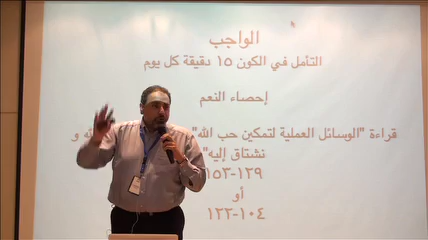 الواجب
التأمل في الكون ١٥ دقيقة كل يوم
إحصاء النعم
قراءة "الوسائل العملية لتمكين حب الله" و
نشتاق إليه"
١٢٩-١٥٣
أو
١٠٤-١٢٢